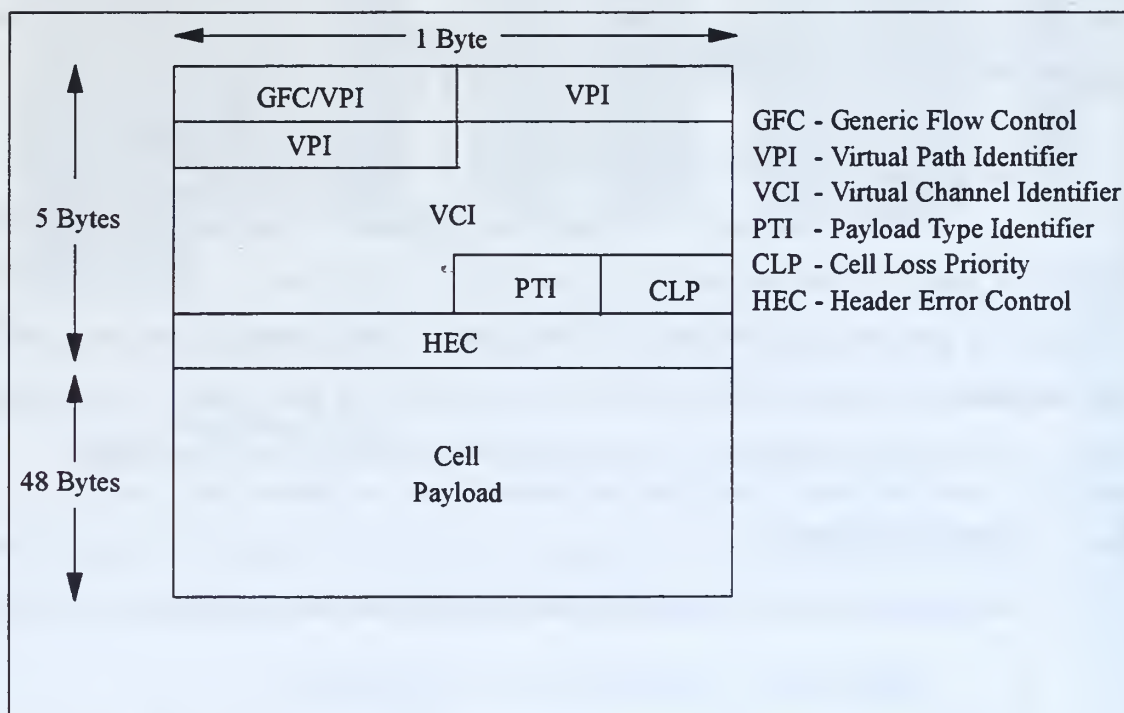 1 Byte
GFC/VPI
VPI
VPI
VCI
PTI
CLP
HEC
5 Bytes
48 Bytes
Cell
Payload
GFC - Generic Flow Control
VPI - Virtual Path Identifier
VCI - Virtual Channel Identifier
PTI - Payload Type Identifier
CLP - Cell Loss Priority
HEC - Header Error Control